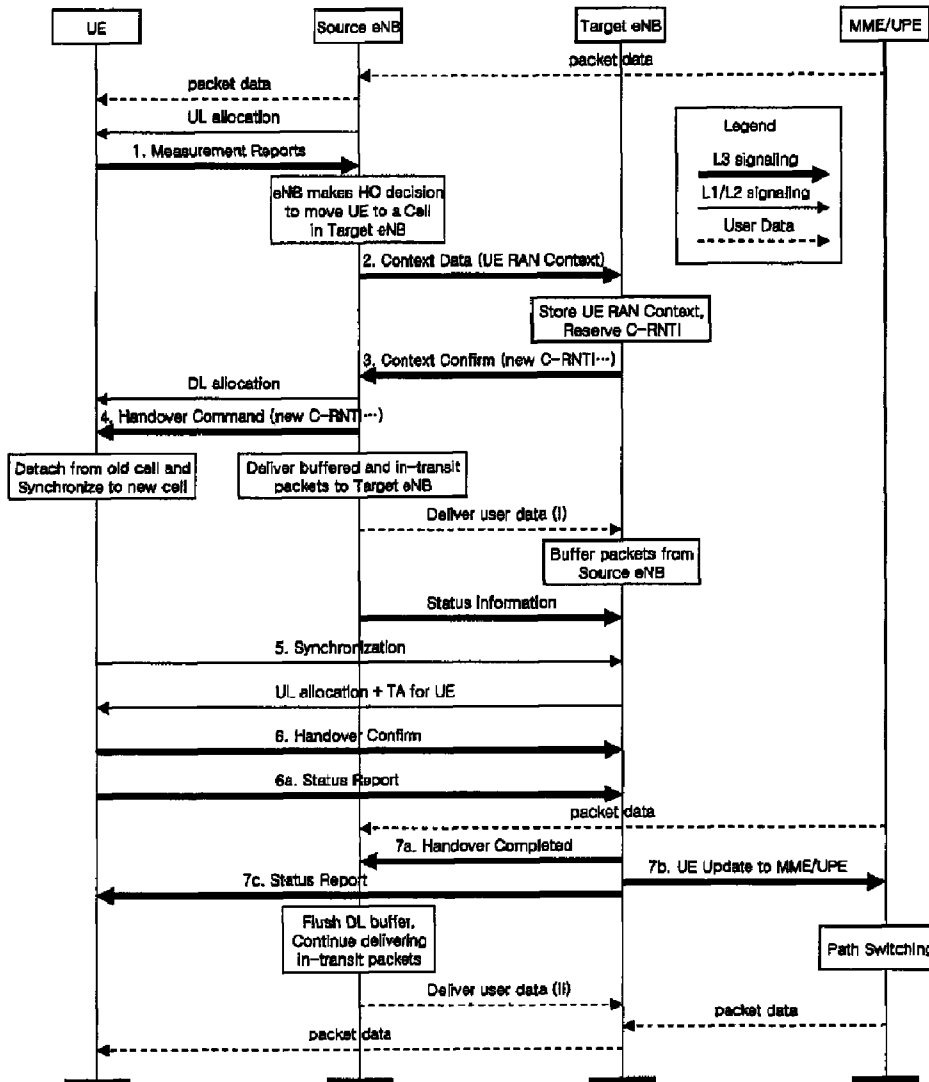 UE
Source eNB
Target eNB
MME/UPE
packet data
packet data
UL allocation
1. Measurement Reports
Legend
L3 signaling
L1/L2 signaling
User Data
eNB makes HO decision
to move UE to a Cell
in Target eNB
2. Context Data (UE RAN Context)
Store UE RAN Context,
Reserve C-RNTI
3. Context Confirm (new C-RNTI···)
DL allocation
4. Handover Command (new C-RNTI···)
Detach from old cell and
Synchronize to new cell
Deliver buffered and in-transit
packets to Target eNB
Deliver user data (I)
Buffer packets from
Source eNB
Status Information
5. Synchronization
UL allocation + TA for UE
6. Handover Confirm
6a. Status Report
packet data
7a. Handover Completed
7b. UE Update to MME/UPE
7c. Status Report
Flush DL buffer,
Continue delivering
in-transit packets
Path Switching
Deliver user data (II)
packet data
packet data